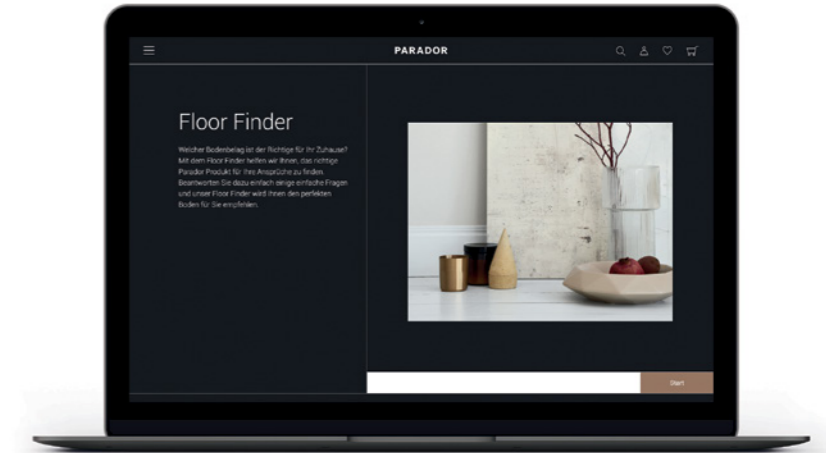 PARADOR
Floor Finder
Welcher Bodenbelag ist der Richtige für Ihr Zuhause?
Mit dem Floor Finder helfen wir Ihnen, das richtige
Parador Produkt für Ihre Ansprüche zu finden.
Beantworten Sie dazu einfach einige einfache Fragen
und unser Floor Finder wird Ihnen den perfekten
Boden für Sie empfehlen.
Start